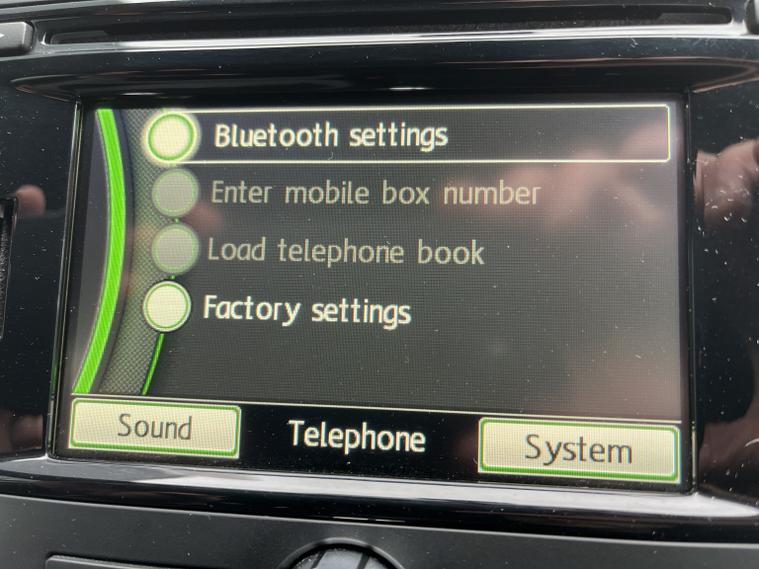 Bluetooth settings
Enter mobile box number
Load telephone book
Factory settings
Sound
Telephone
System